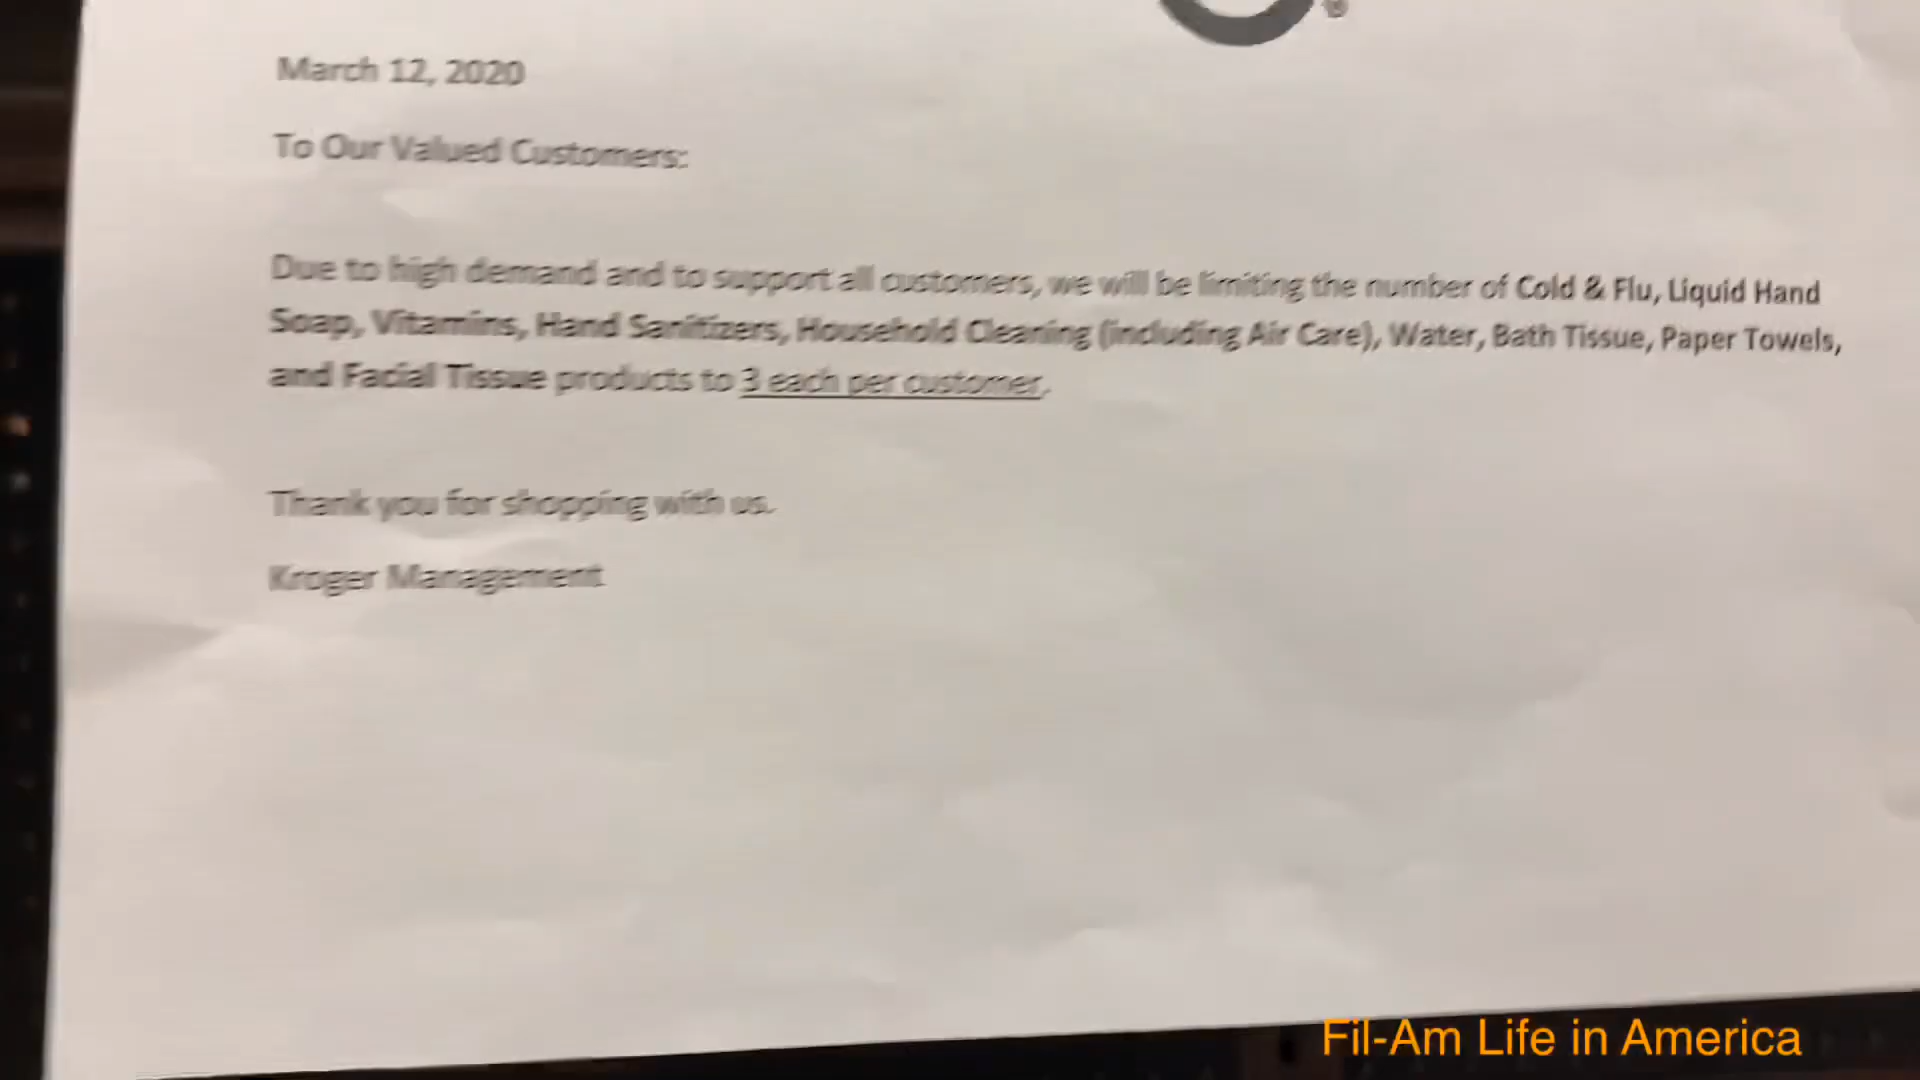 March 12, 2020
To Our Valued Customers:
Due to high demand and to support all customers, we will be limiting the number of Cold & Flu, Liquid Hand
Soap, Vitamins, Hand Sanitizers, Household Cleaning (including Air Care), Water, Bath Tissue, Paper Towels,
and Facial Tissue products to 3 each per customer.
Thank you for shopping with us.
Kroger Management
Fil-Am Life in America